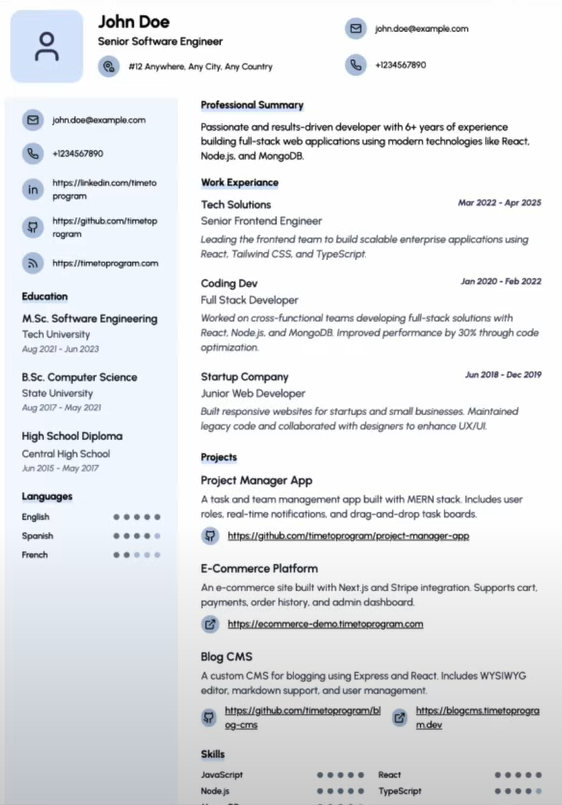 John Doe
Senior Software Engineer
#12 Anywhere, Any City, Any Country
john.doe@example.com
+1234567890
john.doe@example.com
+1234567890
in
https://linkedin.com/timeto
program
https://github.com/timetop
rogram
https://timetoprogram.com
Education
M.Sc. Software Engineering
Tech University
Aug 2021 - Jun 2023
B.Sc. Computer Science
State University
Aug 2017 - May 2021
High School Diploma
Central High School
Jun 2015 - May 2017
Languages
English
Spanish
French
Professional Summary
Passionate and results-driven developer with 6+ years of experience
building full-stack web applications using modern technologies like React,
Node.js, and MongoDB.
Work Experience
Tech Solutions Mar 2022 - Apr 2025
Senior Frontend Engineer
Leading the frontend team to build scalable enterprise applications using
React, Tailwind CSS, and TypeScript.
Coding Dev Jan 2020 - Feb 2022
Full Stack Developer
Worked on cross-functional teams developing full-stack solutions with
React, Node.js, and MongoDB. Improved performance by 30% through code
optimization.
Startup Company Jun 2018 - Dec 2019
Junior Web Developer
Built responsive websites for startups and small businesses. Maintained
legacy code and collaborated with designers to enhance UX/UI.
Projects
Project Manager App
A task and team management app built with MERN stack. Includes user
roles, real-time notifications, and drag-and-drop task boards.
https://github.com/timetoprogram/project-manager-app
E-Commerce Platform
An e-commerce site built with Next.js and Stripe integration. Supports cart,
payments, order history, and admin dashboard.
https://ecommerce-demo.timetoprogram.com
Blog CMS
A custom CMS for blogging using Express and React. Includes WYSIWYG
editor, markdown support, and user management.
https://github.com/timetoprogram/bl
og-cms
https://blogcms.timetoprogra
m.dev
Skills
JavaScript React
Node.js TypeScript